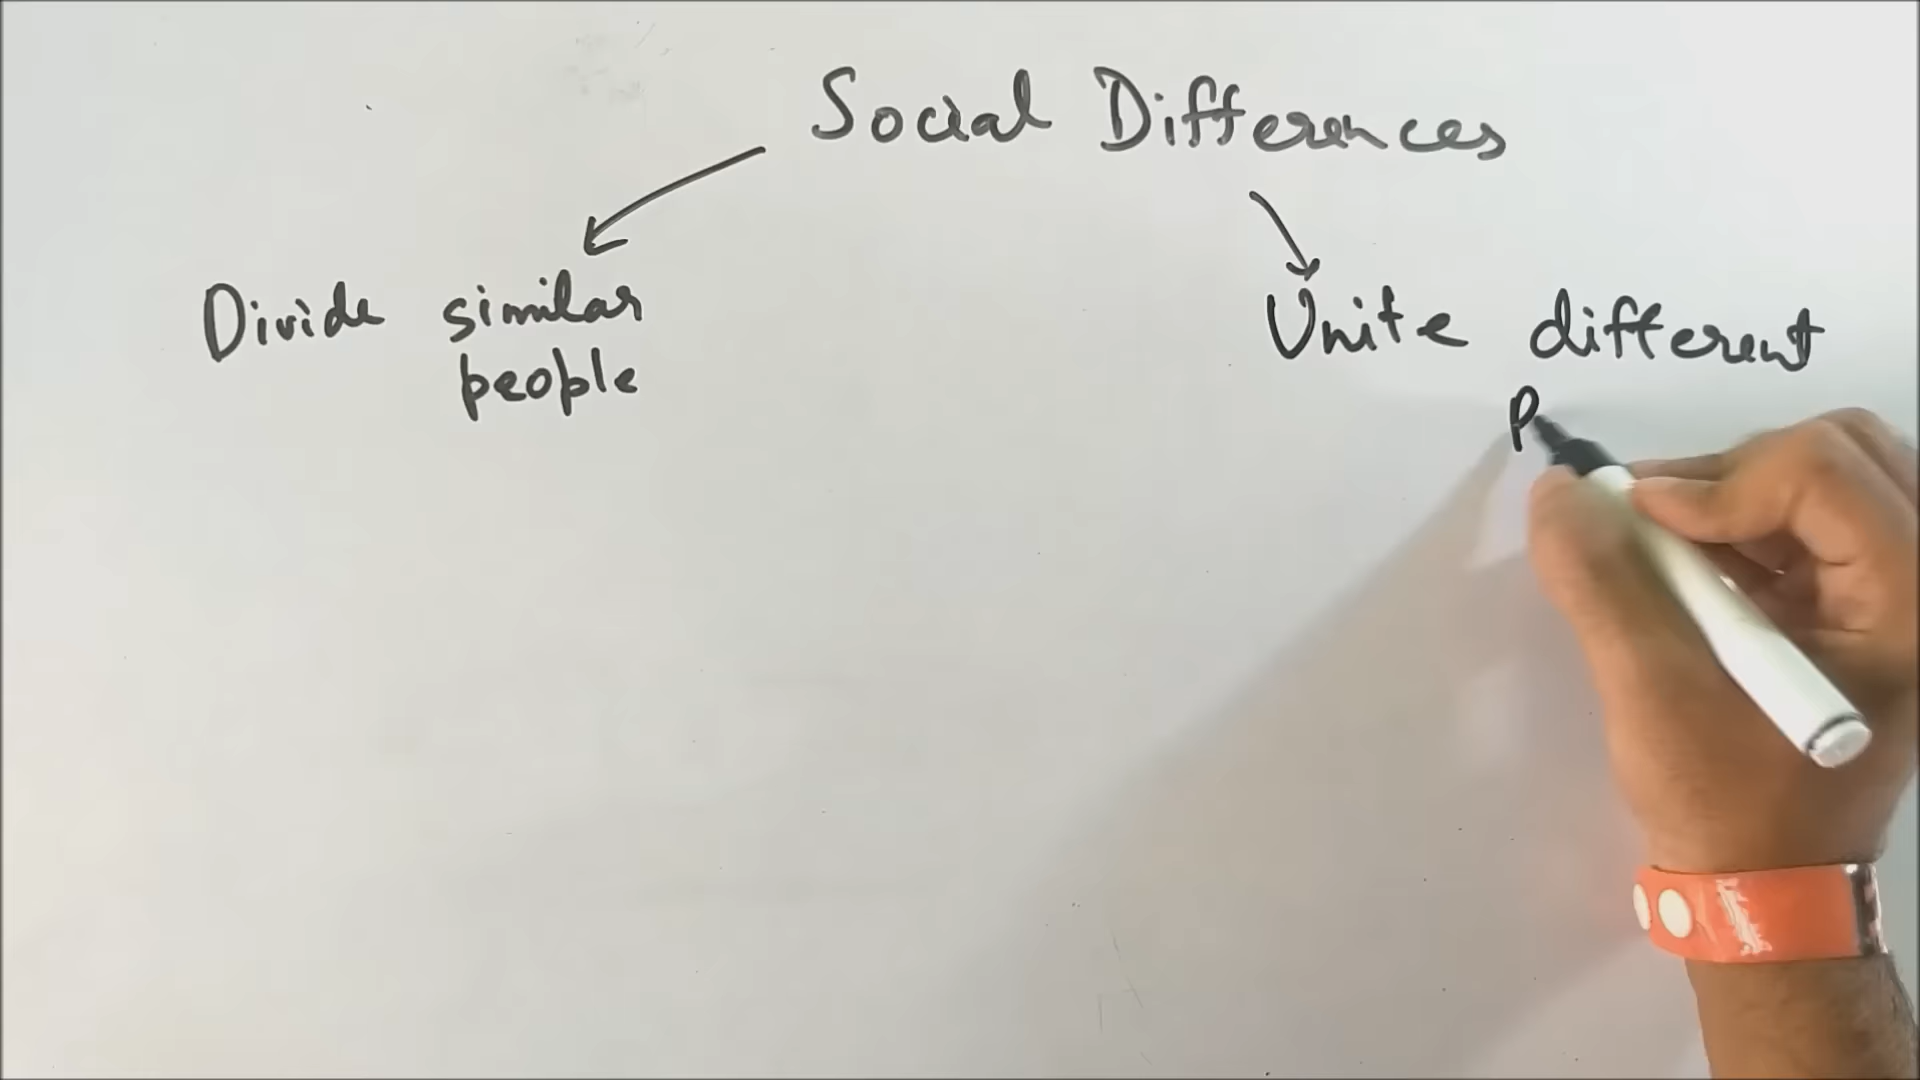 Social Differences
Divide similar
people
Unite different
P